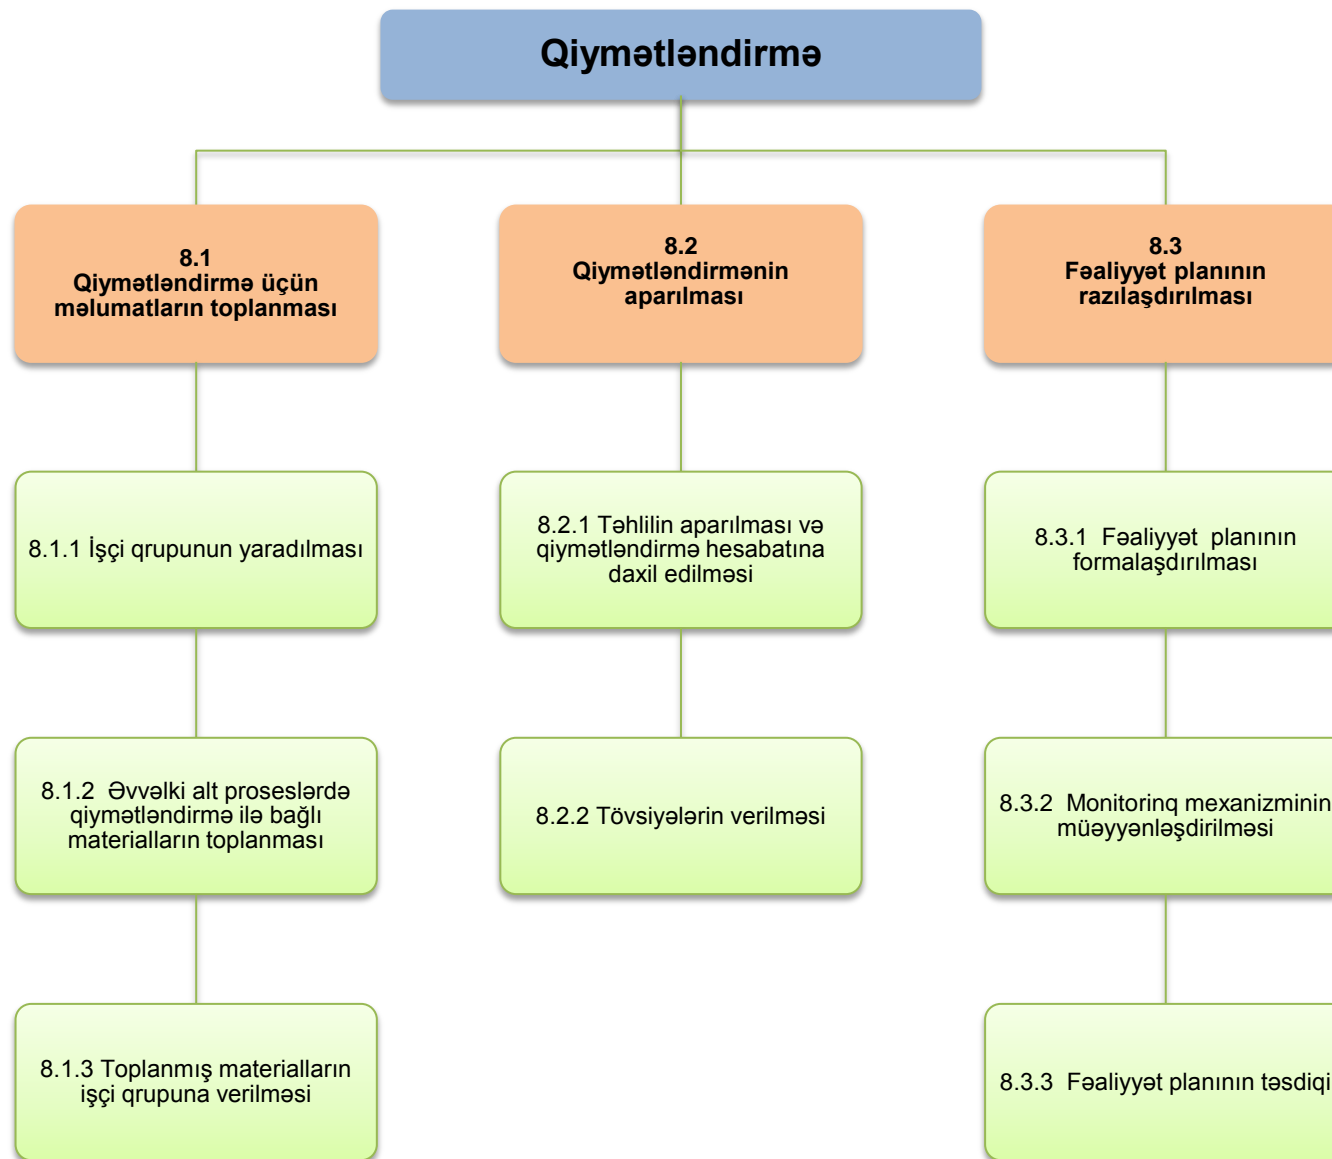 Qiymətləndirmə
8.1
Qiymətləndirmə üçün
məlumatların toplanması
8.2
Qiymətləndirmənin
aparılması
8.3
Fəaliyyət planının
razılaşdırılması
8.1.1 İşçi qrupunun yaradılması
8.2.1 Təhlilin aparılması və
qiymətləndirmə hesabatına
daxil edilməsi
8.3.1  Fəaliyyət  planının
formalaşdırılması
8.1.2  Əvvəlki alt proseslərdə
qiymətləndirmə ilə bağlı
materialların toplanması
8.2.2 Tövsiyələrin verilməsi
8.3.2  Monitorinq mexanizminin
müəyyənləşdirilməsi
8.1.3 Toplanmış materialların
işçi qrupuna verilməsi
8.3.3  Fəaliyyət planının təsdiqi